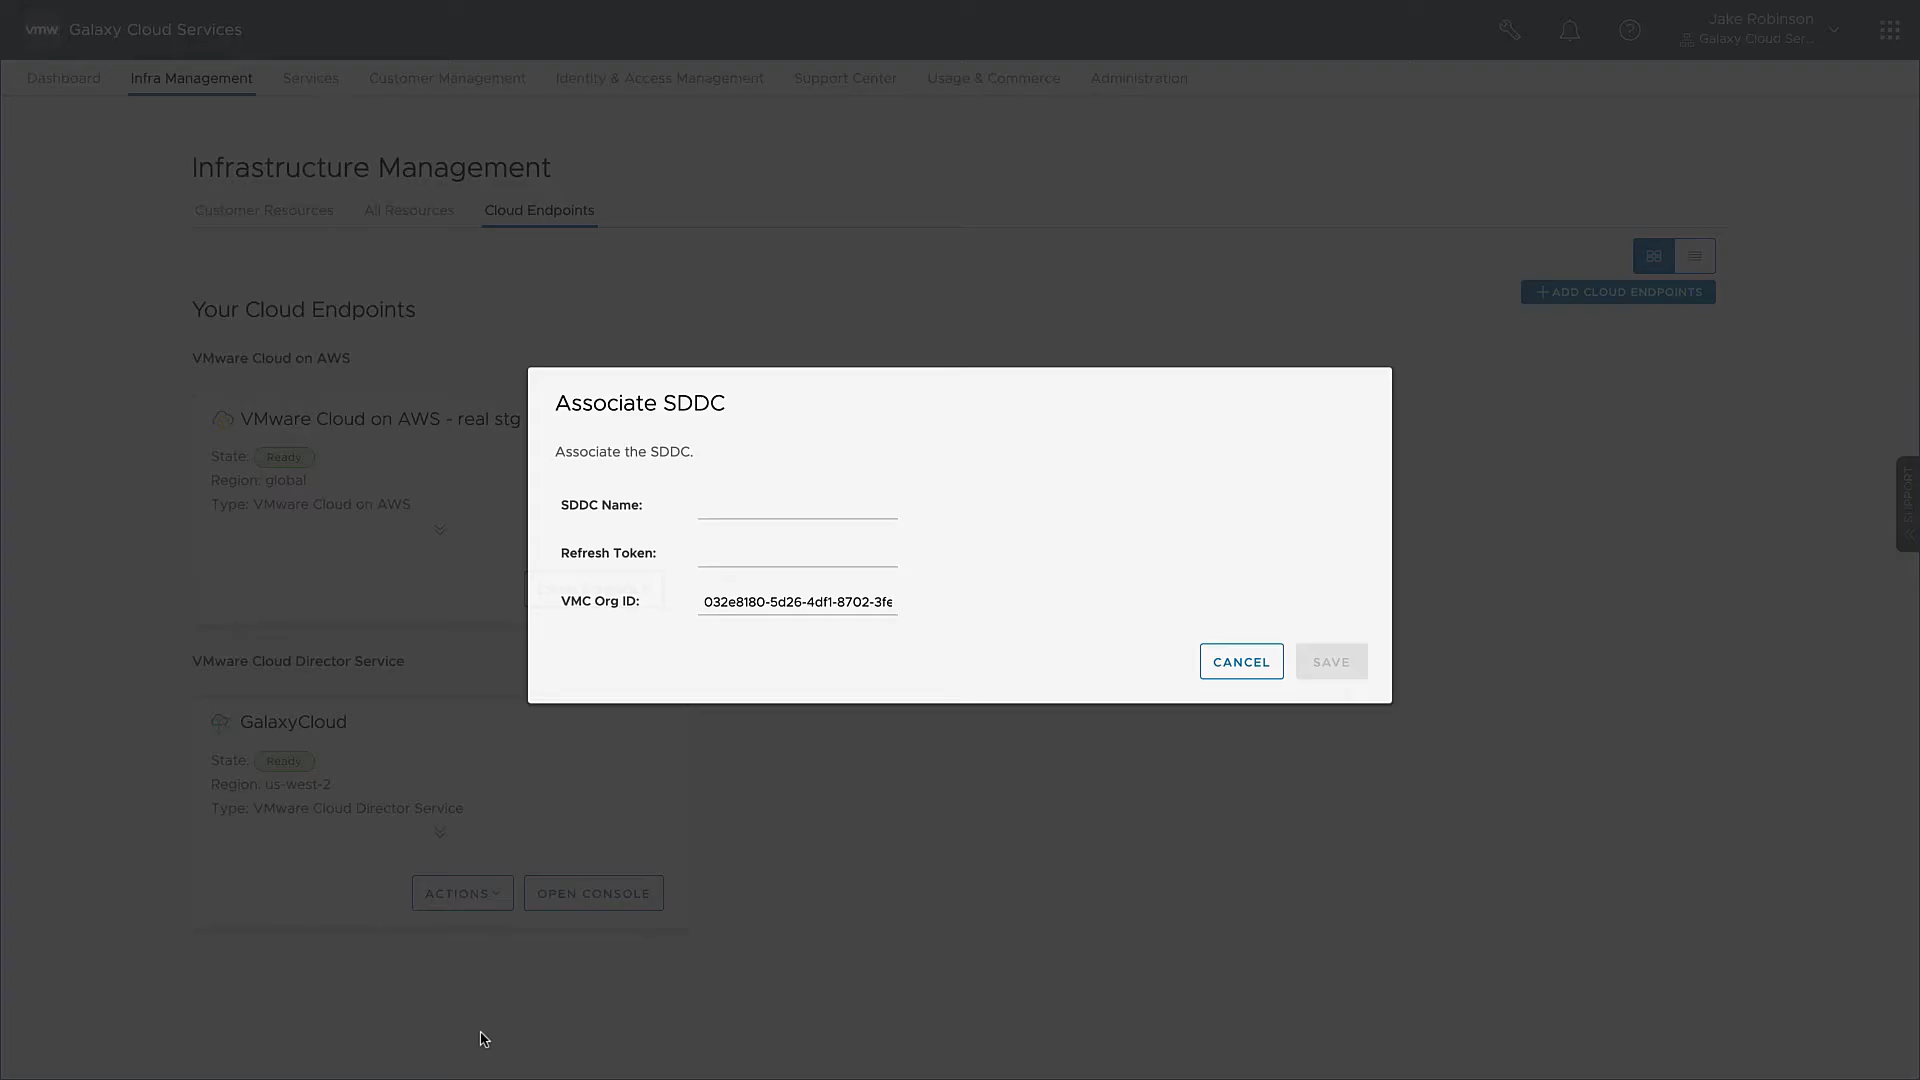 vmw Galaxy Cloud Services
Jake Robinson
Galaxy Cloud Ser...
Dashboard Infra Management Services Customer Management Identity & Access Management Support Center Usage & Commerce Administration
Infrastructure Management
Customer Resources All Resources Cloud Endpoints
ADD CLOUD ENDPOINTS
Your Cloud Endpoints
VMware Cloud on AWS
VMware Cloud on AWS - real stg
State: Ready
Region: global
Type: VMware Cloud on AWS
Associate SDDC
Associate the SDDC.
SDDC Name:
Refresh Token:
VMC Org ID: 032e8180-5d26-4df1-8702-3fe
CANCEL SAVE
SUPPORT
VMware Cloud Director Service
GalaxyCloud
State: Ready
Region: us-west-2
Type: VMware Cloud Director Service
ACTIONS OPEN CONSOLE